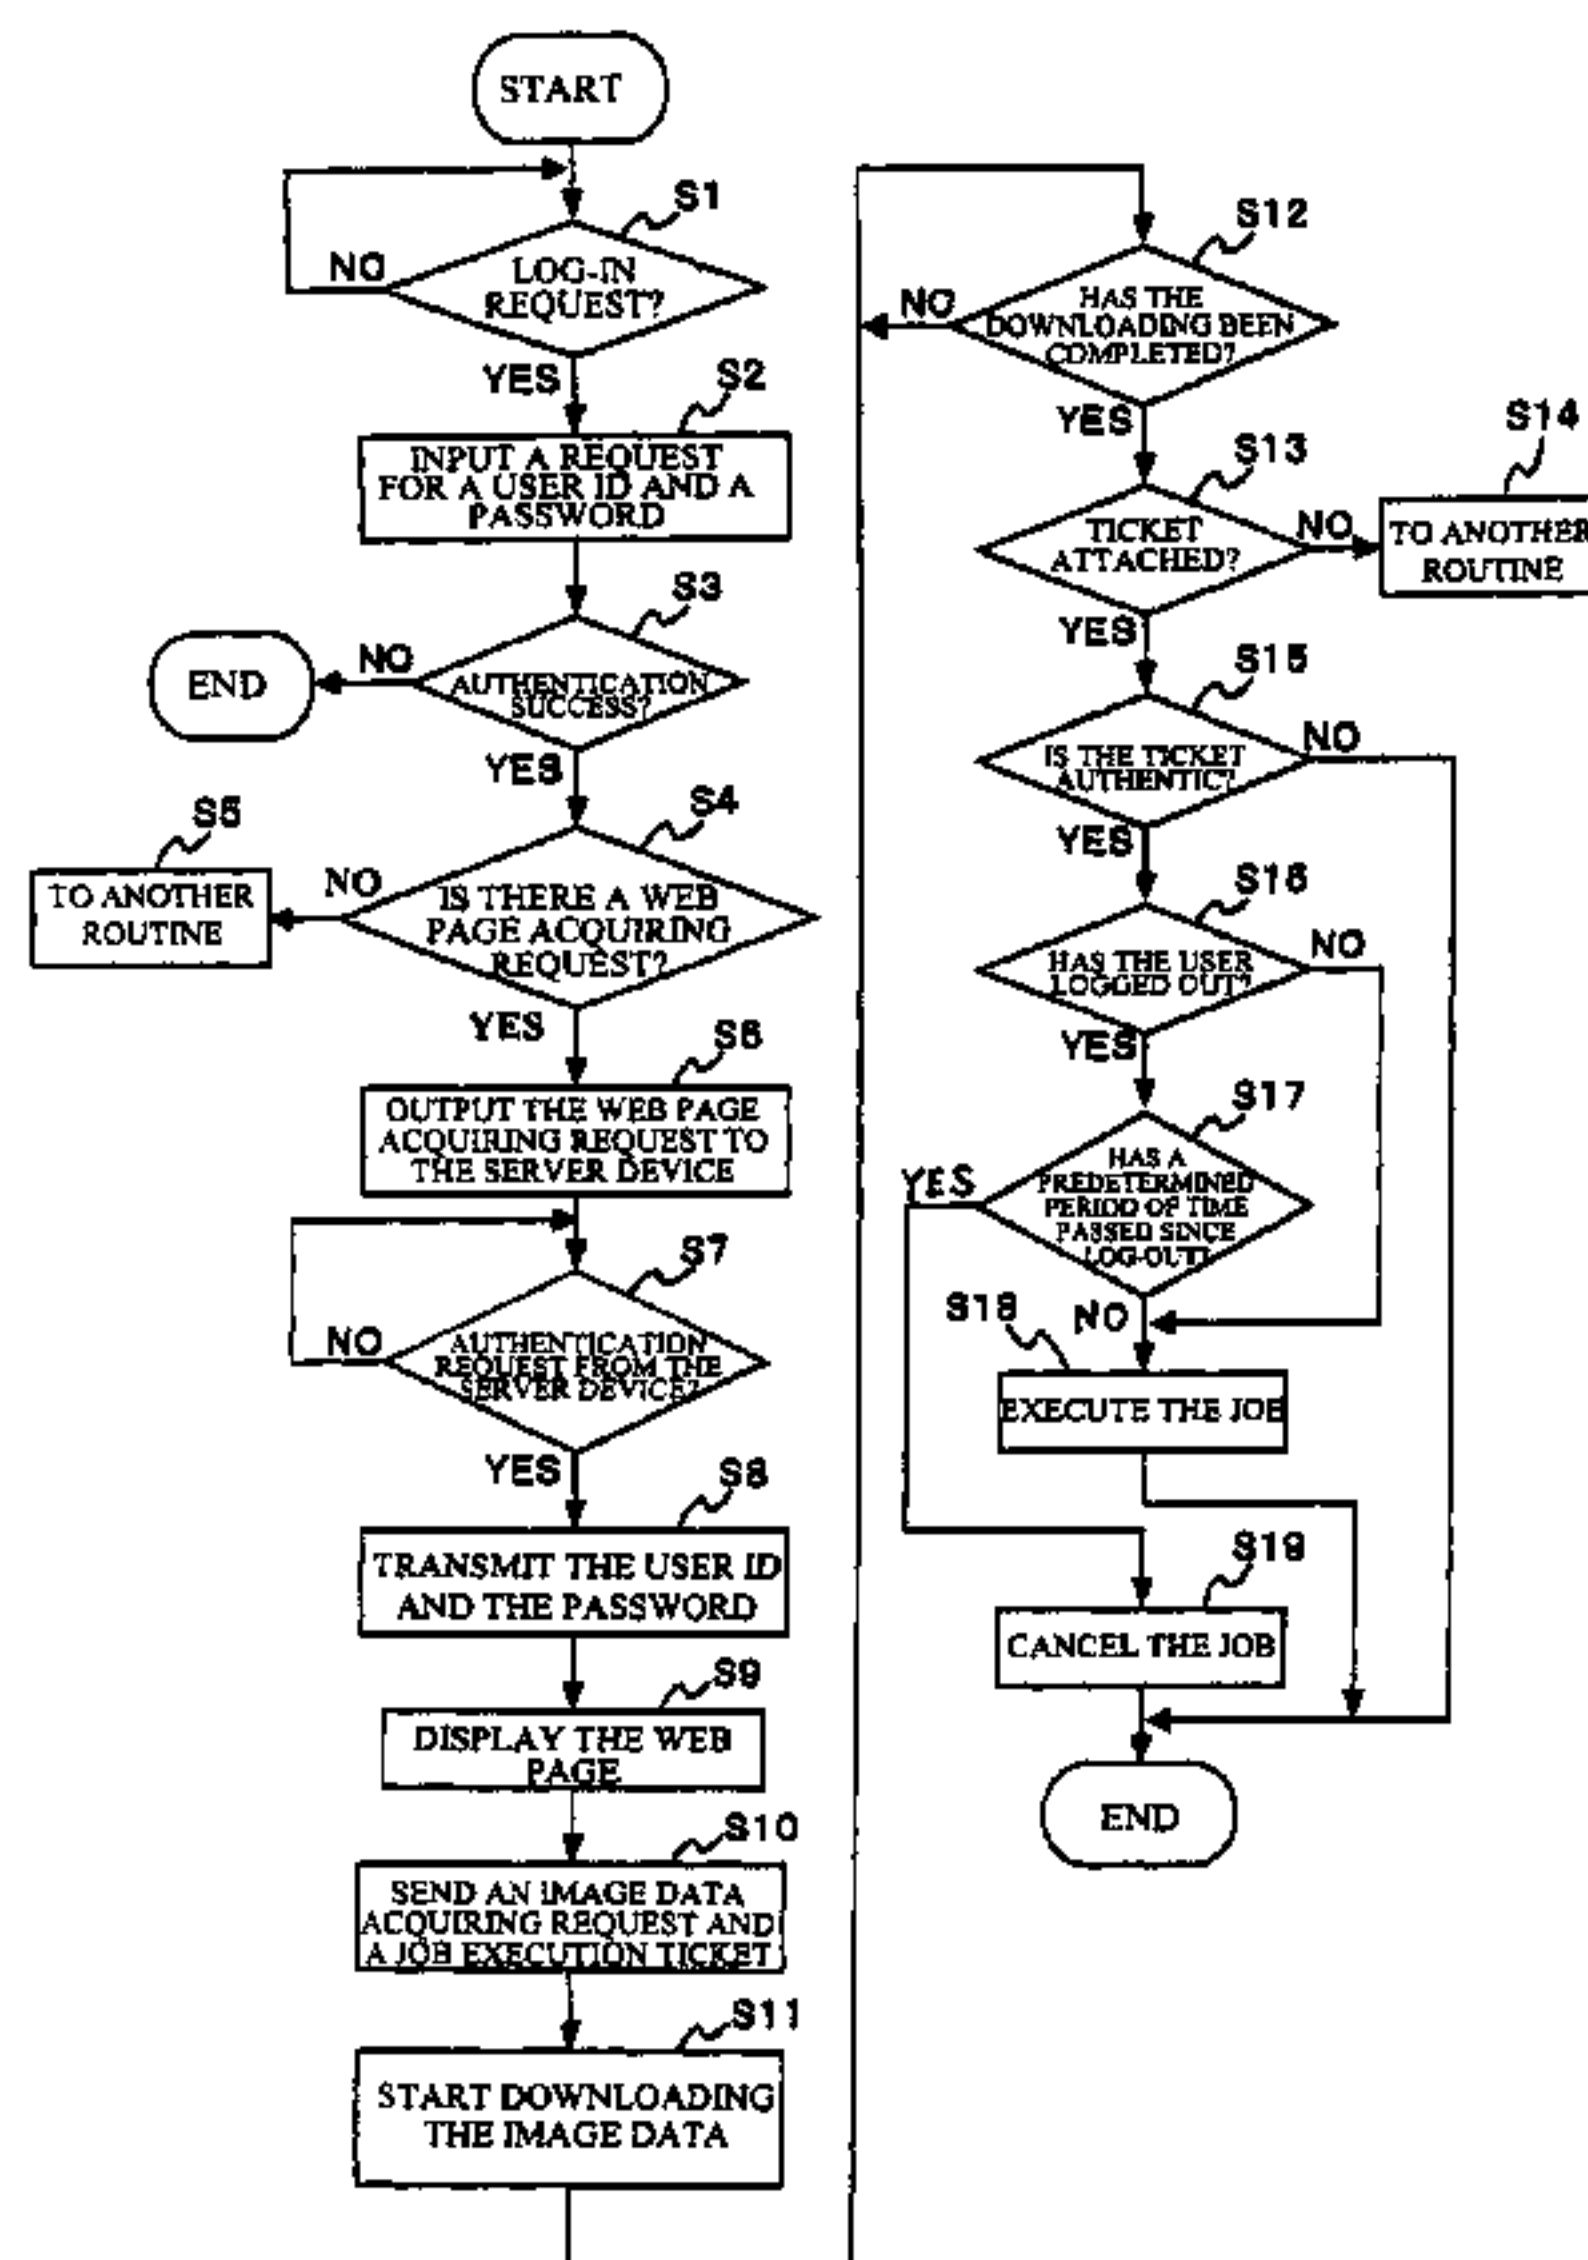 START
S1
NO
LOG-IN
REQUEST?
YES
S2
INPUT A REQUEST
FOR A USER ID AND A
PASSWORD
S3
NO
END
AUTHENTICATION
SUCCESS?
YES
S4
S5
NO
TO ANOTHER
ROUTINE
IS THERE A WEB
PAGE ACQUIRING
REQUEST?
YES
S6
OUTPUT THE WEB PAGE
ACQUIRING REQUEST TO
THE SERVER DEVICE
S7
NO
AUTHENTICATION
REQUEST FROM THE
SERVER DEVICE?
YES
S8
TRANSMIT THE USER ID
AND THE PASSWORD
S9
DISPLAY THE WEB
PAGE
S10
SEND AN IMAGE DATA
ACQUIRING REQUEST AND
A JOB EXECUTION TICKET
S11
START DOWNLOADING
THE IMAGE DATA
S12
NO
HAS THE
DOWNLOADING BEEN
COMPLETED?
YES
S13
S14
TICKET
ATTACHED?
NO
TO ANOTHER
ROUTINE
YES
S15
NO
IS THE TICKET
AUTHENTIC?
YES
S16
NO
HAS THE USER
LOGGED OUT?
YES
S17
YES
HAS A
PREDETERMINED
PERIOD OF TIME
PASSED SINCE
LOG-OUT?
S18
NO
EXECUTE THE JOB
S19
CANCEL THE JOB
END